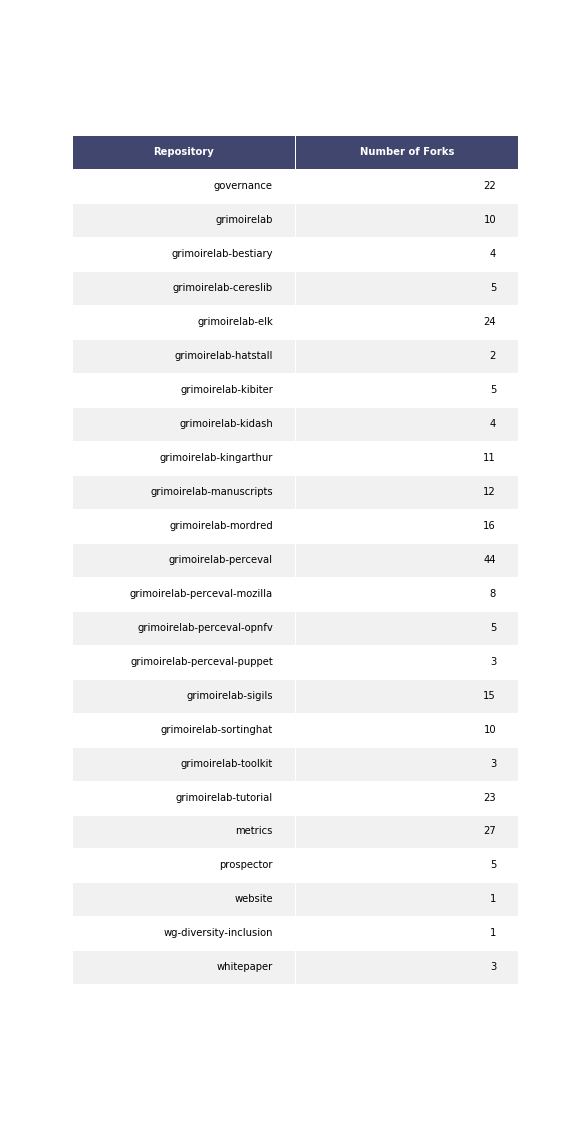 Repository Number of Forks
governance 22
grimoirelab 10
grimoirelab-bestiary 4
grimoirelab-cereslib 5
grimoirelab-elk 24
grimoirelab-hatstall 2
grimoirelab-kibiter 5
grimoirelab-kidash 4
grimoirelab-kingarthur 11
grimoirelab-manuscripts 12
grimoirelab-mordred 16
grimoirelab-perceval 44
grimoirelab-perceval-mozilla 8
grimoirelab-perceval-opnfv 5
grimoirelab-perceval-puppet 3
grimoirelab-sigils 15
grimoirelab-sortinghat 10
grimoirelab-toolkit 3
grimoirelab-tutorial 23
metrics 27
prospector 5
website 1
wg-diversity-inclusion 1
whitepaper 3